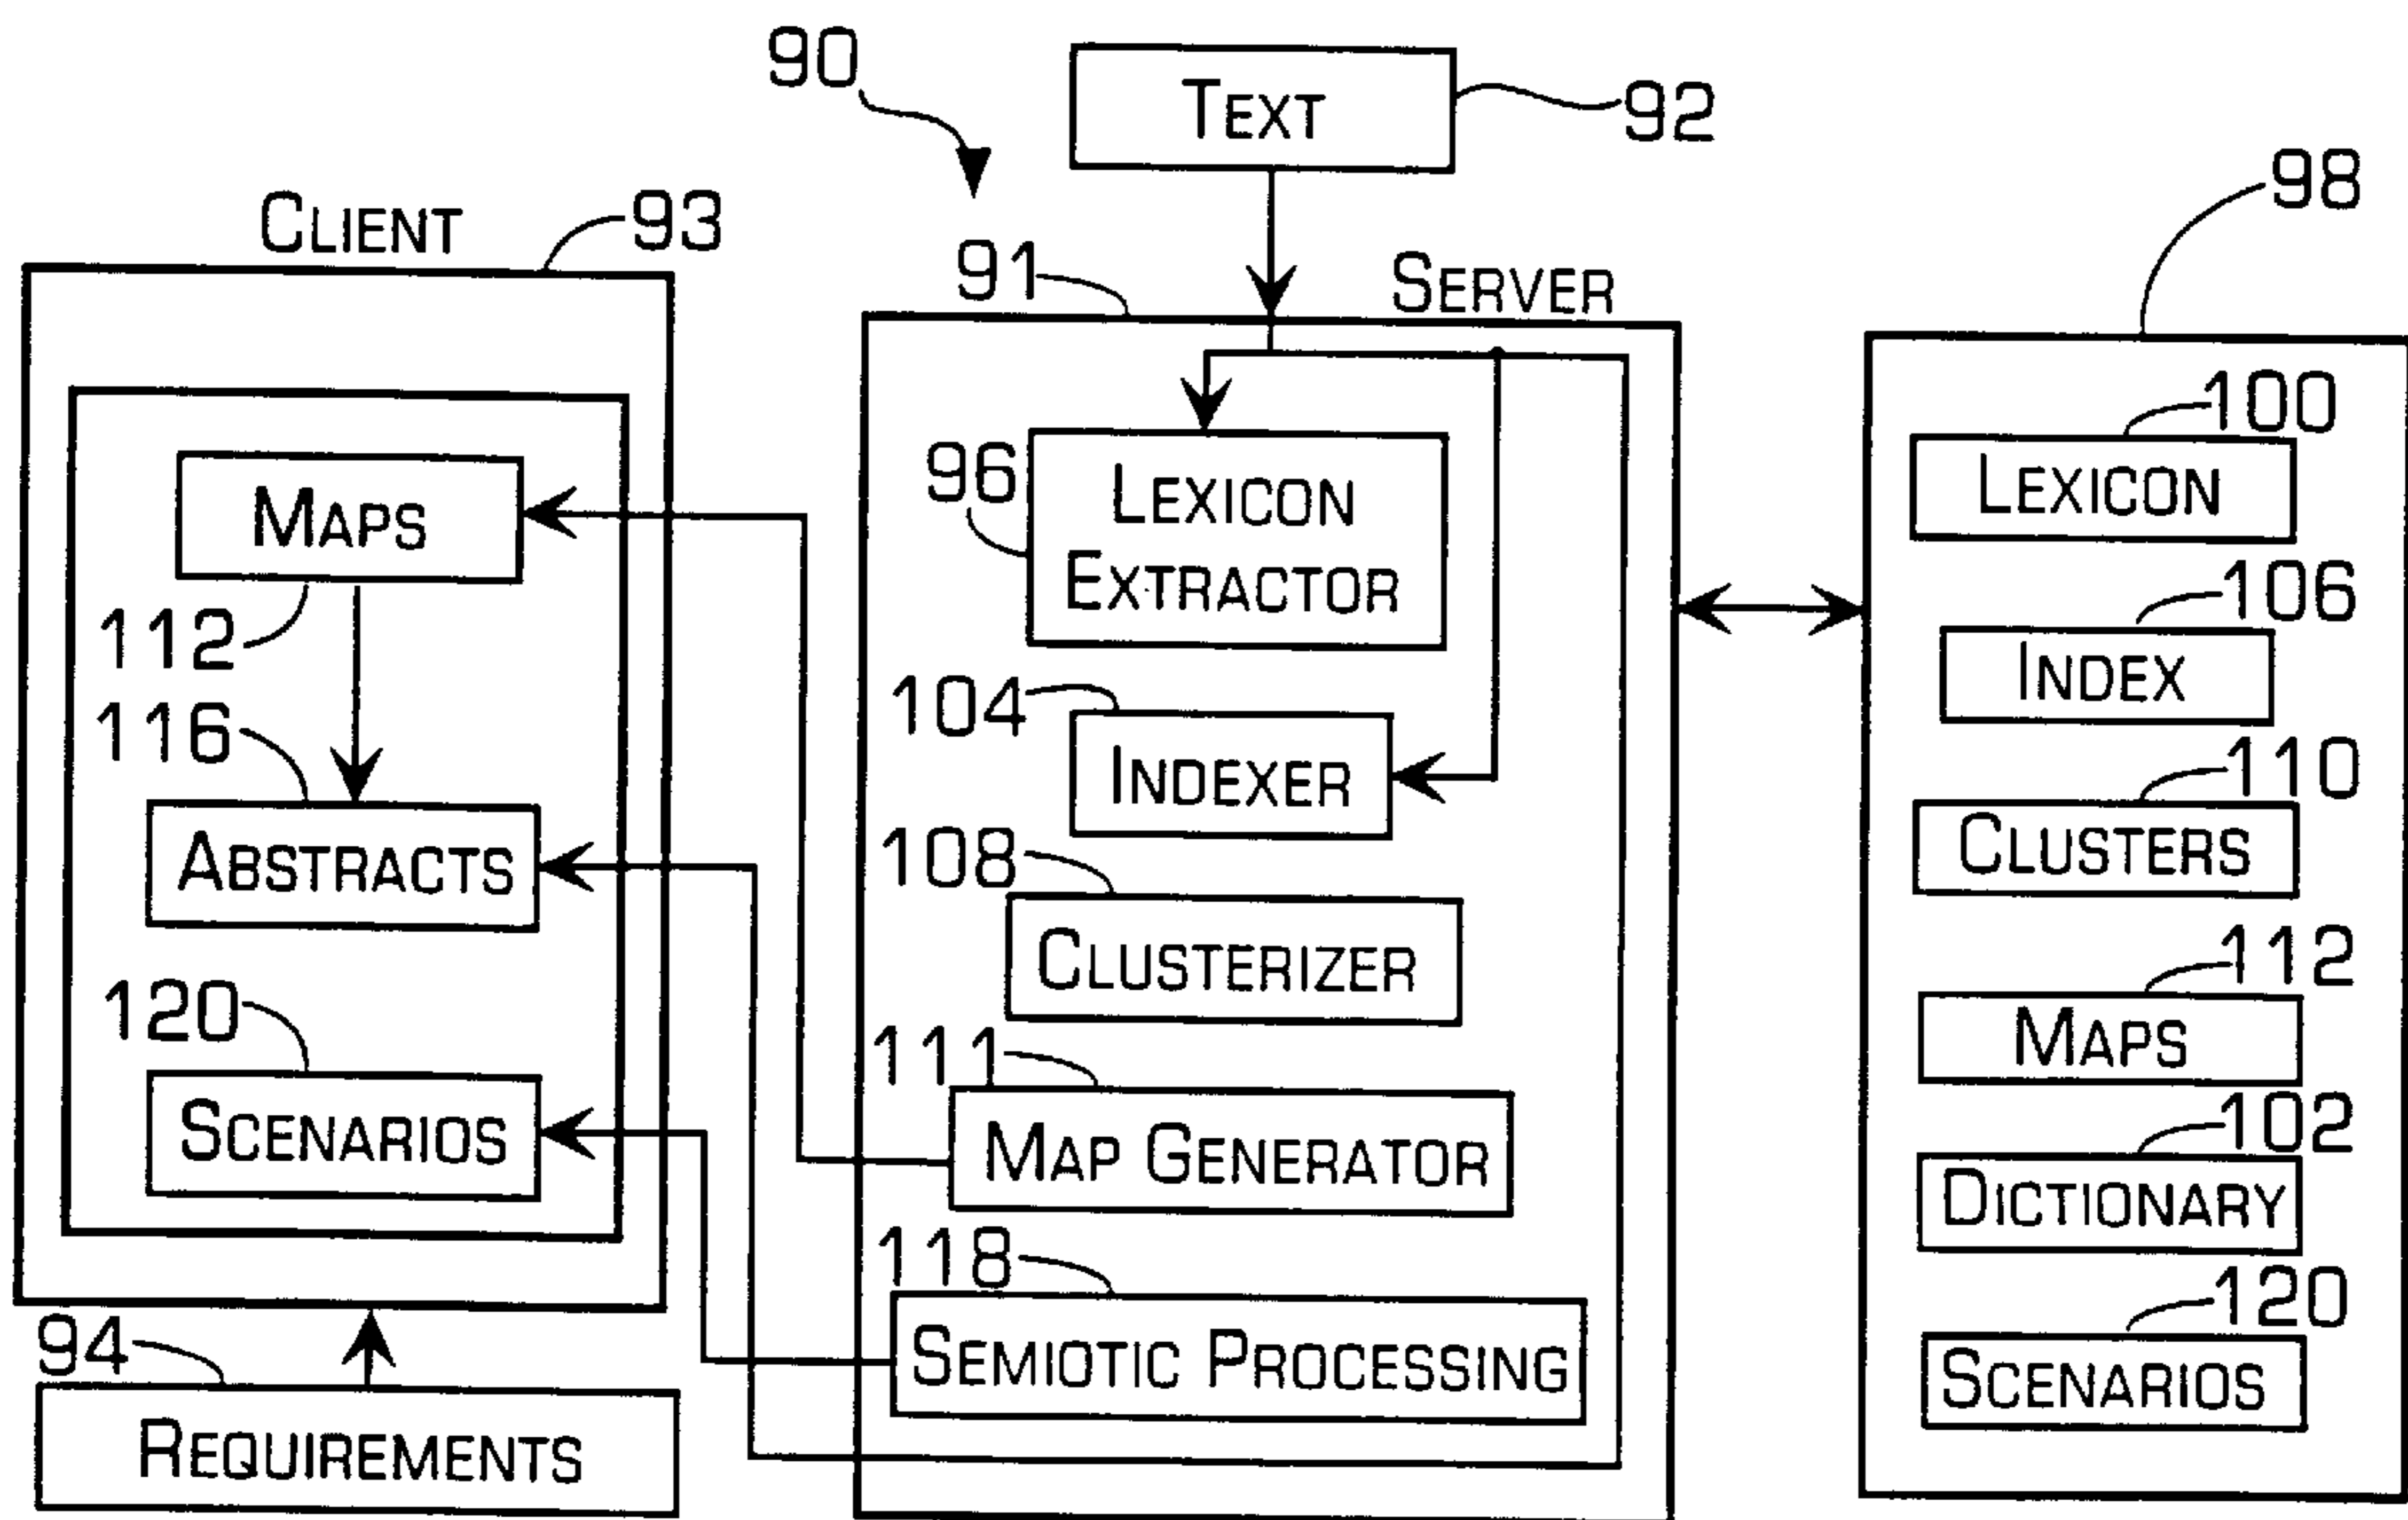 90
TEXT
92
CLIENT
93
91
SERVER
98
MAPS
112
116
ABSTRACTS
120
SCENARIOS
94
REQUIREMENTS
96
LEXICON
EXTRACTOR
104
INDEXER
108
CLUSTERIZER
111
MAP GENERATOR
118
SEMIOTIC PROCESSING
100
LEXICON
106
INDEX
110
CLUSTERS
112
MAPS
102
DICTIONARY
120
SCENARIOS